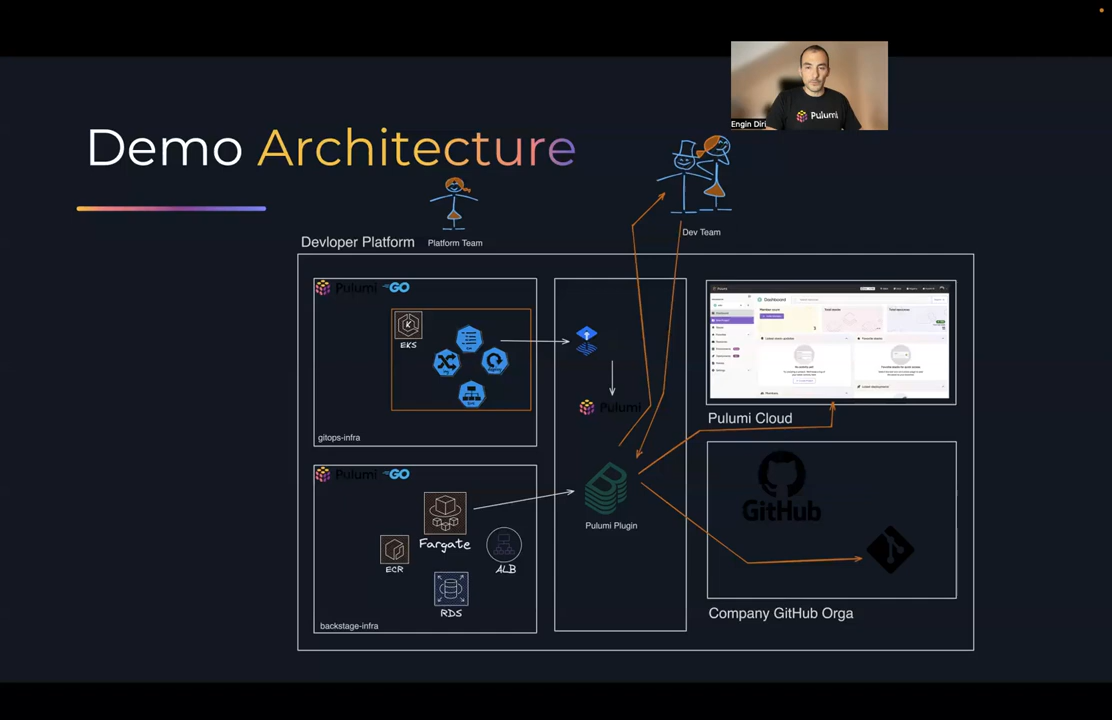 Pulumi
Engin Diri
Demo Architecture
Devloper Platform
Platform Team
Dev Team
Pulumi GO
EKS
gitops-infra
Pulumi
Dashboard
Pulumi Cloud
Pulumi GO
Fargate
ECR
ALB
RDS
backstage-infra
Pulumi Plugin
GitHub
Company GitHub Orga